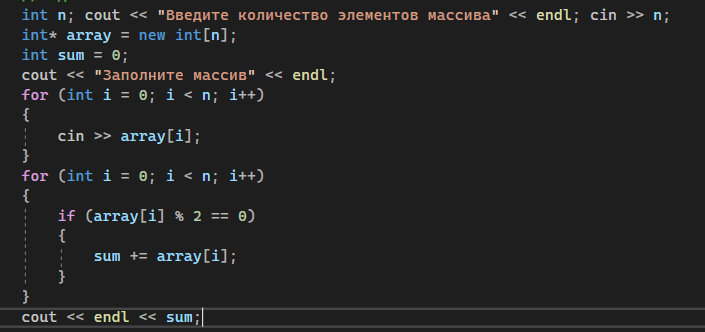 int n; cout << "Введите количество элементов массива" << endl; cin >> n;
int* array = new int[n];
int sum = 0;
cout << "Заполните массив" << endl;
for (int i = 0; i < n; i++)
{
cin >> array[i];
}
for (int i = 0; i < n; i++)
{
if (array[i] % 2 == 0)
{
sum += array[i];
}
}
cout << endl << sum;